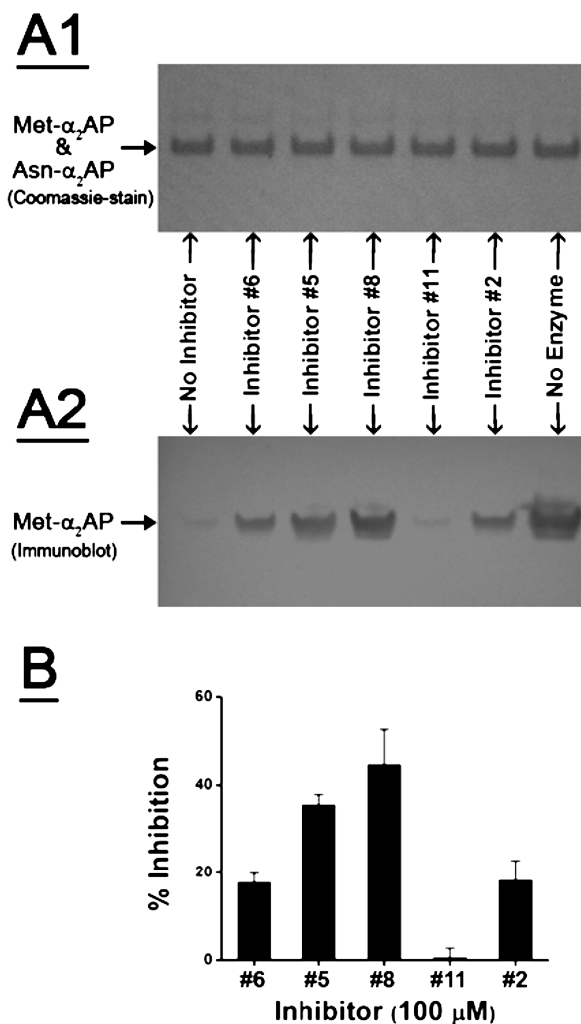 A1
Met-α₂AP
&
Asn-α₂AP
(Coomassie-stain)
No Inhibitor
Inhibitor #6
Inhibitor #5
Inhibitor #8
Inhibitor #11
Inhibitor #2
No Enzyme
A2
Met-α₂AP
(Immunoblot)
B
% Inhibition
60
40
20
0
#6 #5 #8 #11 #2
Inhibitor (100 µM)